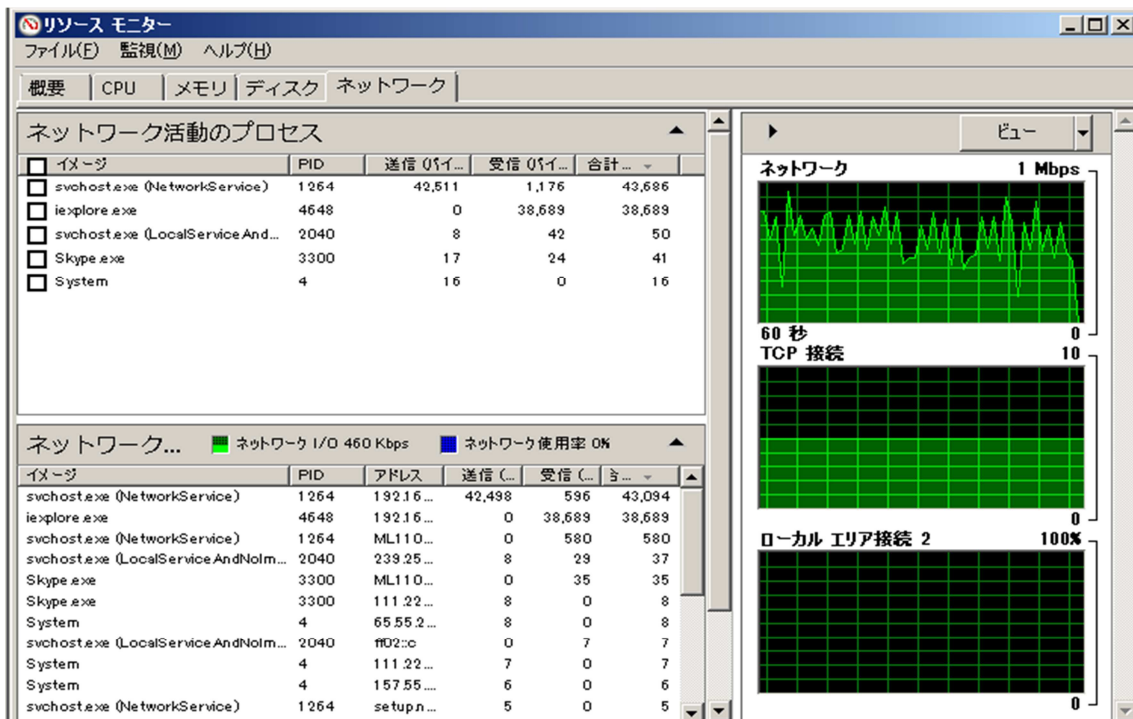 リソース モニター
ファイル(F) 監視(M) ヘルプ(H)
概要 CPU メモリ ディスク ネットワーク
ネットワーク活動のプロセス
イメージ PID 送信 (バイ... 受信 (バイ... 合計...
svchost.exe (NetworkService) 1264 42,511 1,176 43,686
iexplore.exe 4648 0 38,689 38,689
svchost.exe (LocalServiceAnd... 2040 8 42 50
Skype.exe 3300 17 24 41
System 4 16 0 16
ネットワーク... ネットワーク I/O 460 Kbps ネットワーク使用率 0%
イメージ PID アドレス 送信 (... 受信 (... 合...
svchost.exe (NetworkService) 1264 192.16... 42,498 596 43,094
iexplore.exe 4648 192.16... 0 38,689 38,689
svchost.exe (NetworkService) 1264 ML110... 0 580 580
svchost.exe (LocalServiceAndNoIm... 2040 239.25... 8 29 37
Skype.exe 3300 ML110... 0 35 35
Skype.exe 3300 111.22... 8 0 8
System 4 65.55.2... 8 0 8
svchost.exe (LocalServiceAndNoIm... 2040 ff02::c 0 7 7
System 4 111.22... 7 0 7
System 4 157.55.... 6 0 6
svchost.exe (NetworkService) 1264 setup.n... 5 0 5
ビュー
ネットワーク 1 Mbps
60 秒 0
TCP 接続 10
0
ローカル エリア接続 2 100%
0